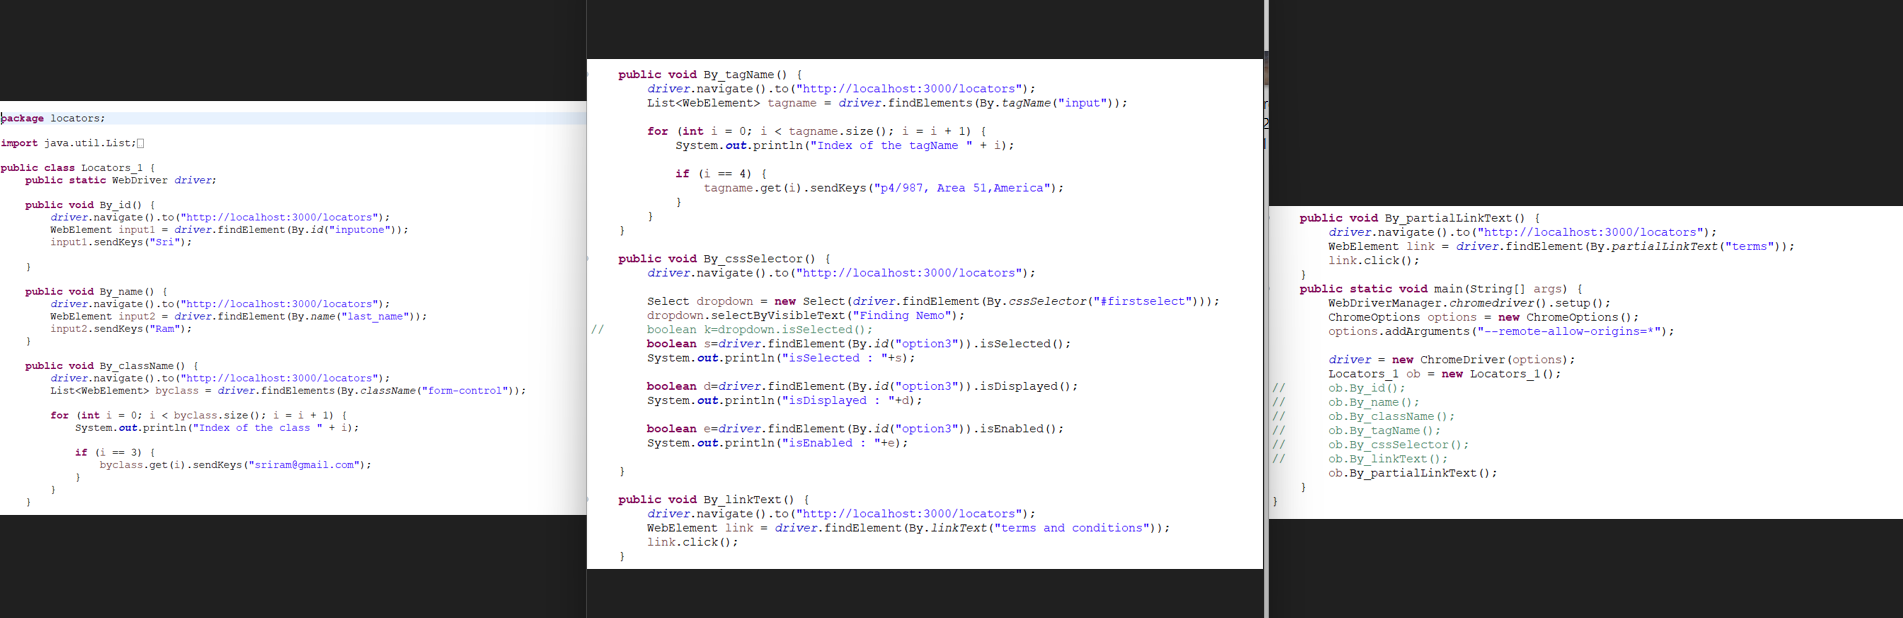 package locators;
import java.util.List;
public class Locators_1 {
public static WebDriver driver;
public void By_id() {
driver.navigate().to("http://localhost:3000/locators");
WebElement input1 = driver.findElement(By.id("inputone"));
input1.sendKeys("Sri");
}
public void By_name() {
driver.navigate().to("http://localhost:3000/locators");
WebElement input2 = driver.findElement(By.name("last_name"));
input2.sendKeys("Ram");
}
public void By_className() {
driver.navigate().to("http://localhost:3000/locators");
List<WebElement> byclass = driver.findElements(By.className("form-control"));
for (int i = 0; i < byclass.size(); i = i + 1) {
System.out.println("Index of the class " + i);
if (i == 3) {
byclass.get(i).sendKeys("sriram@gmail.com");
}
}
}
public void By_tagName() {
driver.navigate().to("http://localhost:3000/locators");
List<WebElement> tagname = driver.findElements(By.tagName("input"));
for (int i = 0; i < tagname.size(); i = i + 1) {
System.out.println("Index of the tagName " + i);
if (i == 4) {
tagname.get(i).sendKeys("p4/987, Area 51,America");
}
}
}
public void By_cssSelector() {
driver.navigate().to("http://localhost:3000/locators");
Select dropdown = new Select(driver.findElement(By.cssSelector("#firstselect")));
dropdown.selectByVisibleText("Finding Nemo");
// boolean k=dropdown.isSelected();
boolean s=driver.findElement(By.id("option3")).isSelected();
System.out.println("isSelected : "+s);
boolean d=driver.findElement(By.id("option3")).isDisplayed();
System.out.println("isDisplayed : "+d);
boolean e=driver.findElement(By.id("option3")).isEnabled();
System.out.println("isEnabled : "+e);
}
public void By_linkText() {
driver.navigate().to("http://localhost:3000/locators");
WebElement link = driver.findElement(By.linkText("terms and conditions"));
link.click();
}
public void By_partialLinkText() {
driver.navigate().to("http://localhost:3000/locators");
WebElement link = driver.findElement(By.partialLinkText("terms"));
link.click();
}
public static void main(String[] args) {
WebDriverManager.chromedriver().setup();
ChromeOptions options = new ChromeOptions();
options.addArguments("--remote-allow-origins=*");
driver = new ChromeDriver(options);
Locators_1 ob = new Locators_1();
// ob.By_id();
// ob.By_name();
// ob.By_className();
// ob.By_tagName();
// ob.By_cssSelector();
// ob.By_linkText();
ob.By_partialLinkText();
}
}